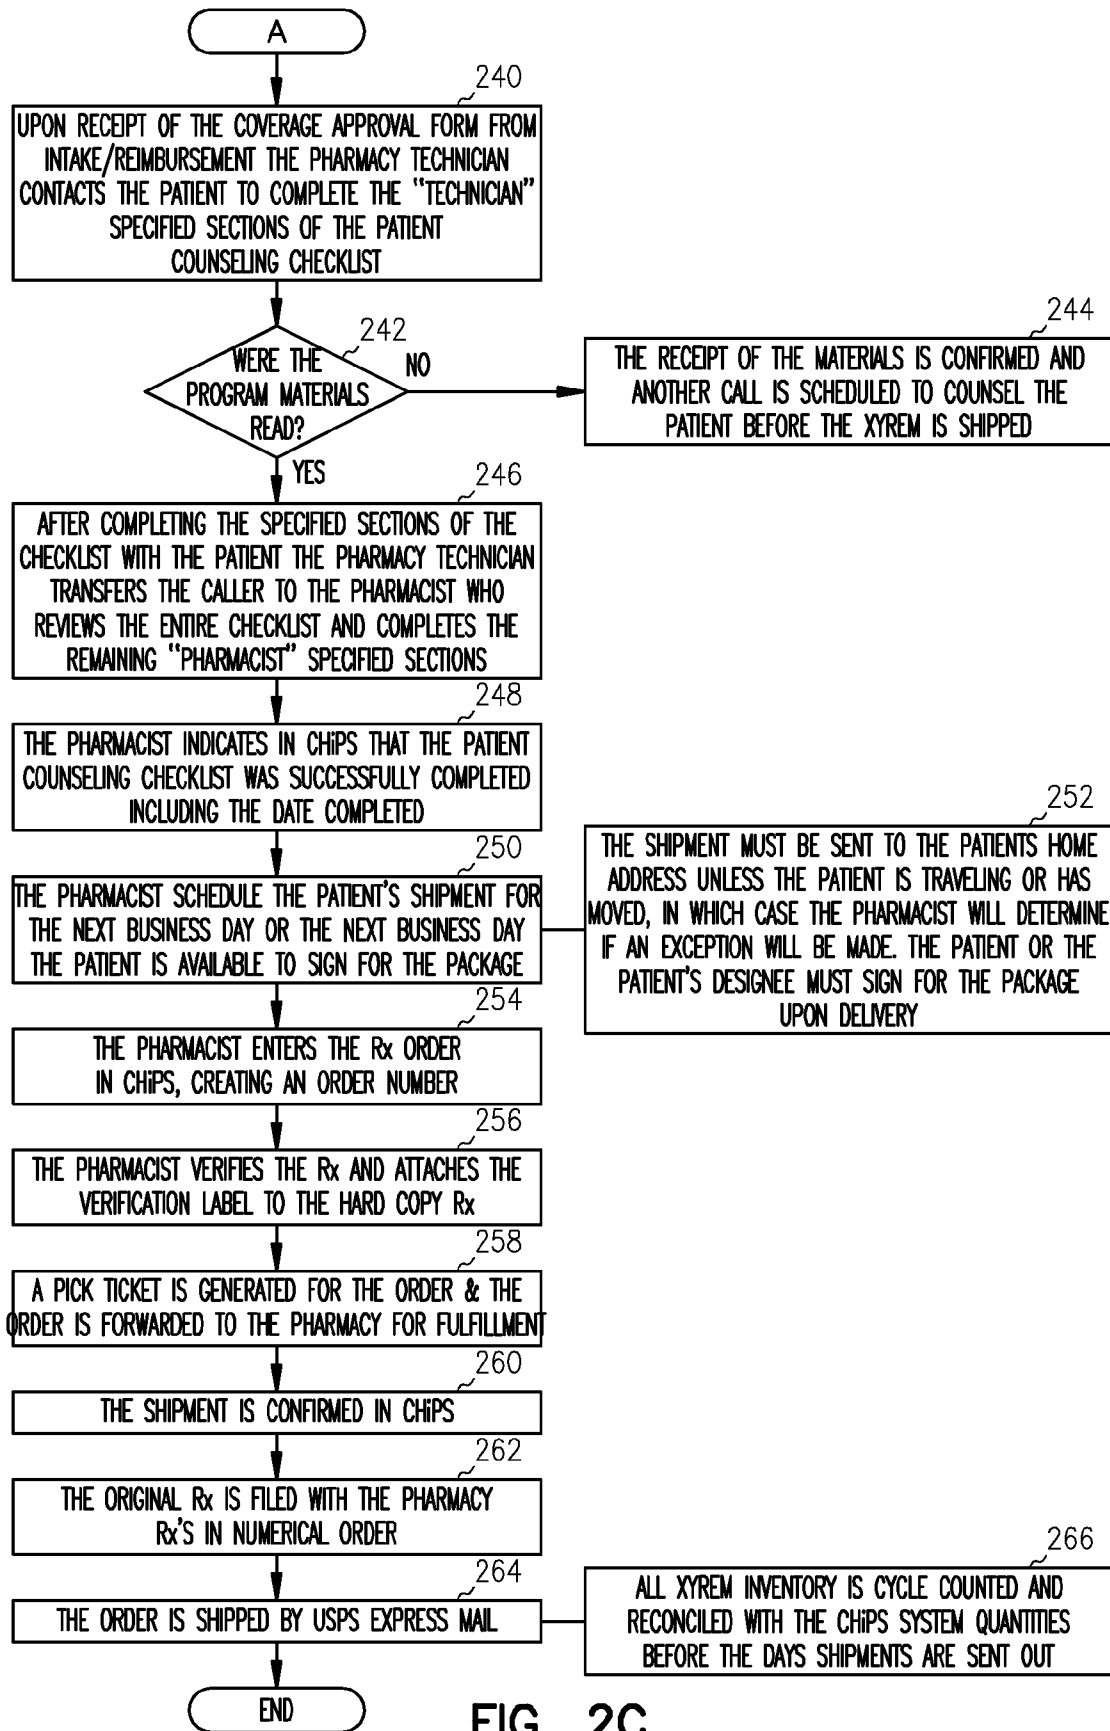 A
240
UPON RECEIPT OF THE COVERAGE APPROVAL FORM FROM
INTAKE/REIMBURSEMENT THE PHARMACY TECHNICIAN
CONTACTS THE PATIENT TO COMPLETE THE "TECHNICIAN"
SPECIFIED SECTIONS OF THE PATIENT
COUNSELING CHECKLIST
242
WERE THE
PROGRAM MATERIALS
READ?
NO
244
THE RECEIPT OF THE MATERIALS IS CONFIRMED AND
ANOTHER CALL IS SCHEDULED TO COUNSEL THE
PATIENT BEFORE THE XYREM IS SHIPPED
YES
246
AFTER COMPLETING THE SPECIFIED SECTIONS OF THE
CHECKLIST WITH THE PATIENT THE PHARMACY TECHNICIAN
TRANSFERS THE CALLER TO THE PHARMACIST WHO
REVIEWS THE ENTIRE CHECKLIST AND COMPLETES THE
REMAINING "PHARMACIST" SPECIFIED SECTIONS
248
THE PHARMACIST INDICATES IN CHiPS THAT THE PATIENT
COUNSELING CHECKLIST WAS SUCCESSFULLY COMPLETED
INCLUDING THE DATE COMPLETED
250
THE PHARMACIST SCHEDULE THE PATIENT'S SHIPMENT FOR
THE NEXT BUSINESS DAY OR THE NEXT BUSINESS DAY
THE PATIENT IS AVAILABLE TO SIGN FOR THE PACKAGE
252
THE SHIPMENT MUST BE SENT TO THE PATIENTS HOME
ADDRESS UNLESS THE PATIENT IS TRAVELING OR HAS
MOVED, IN WHICH CASE THE PHARMACIST WILL DETERMINE
IF AN EXCEPTION WILL BE MADE. THE PATIENT OR THE
PATIENT'S DESIGNEE MUST SIGN FOR THE PACKAGE
UPON DELIVERY
254
THE PHARMACIST ENTERS THE Rx ORDER
IN CHiPS, CREATING AN ORDER NUMBER
256
THE PHARMACIST VERIFIES THE Rx AND ATTACHES THE
VERIFICATION LABEL TO THE HARD COPY Rx
258
A PICK TICKET IS GENERATED FOR THE ORDER & THE
ORDER IS FORWARDED TO THE PHARMACY FOR FULFILLMENT
260
THE SHIPMENT IS CONFIRMED IN CHiPS
262
THE ORIGINAL Rx IS FILED WITH THE PHARMACY
Rx'S IN NUMERICAL ORDER
264
THE ORDER IS SHIPPED BY USPS EXPRESS MAIL
266
ALL XYREM INVENTORY IS CYCLE COUNTED AND
RECONCILED WITH THE CHiPS SYSTEM QUANTITIES
BEFORE THE DAYS SHIPMENTS ARE SENT OUT
END
FIG. 2C